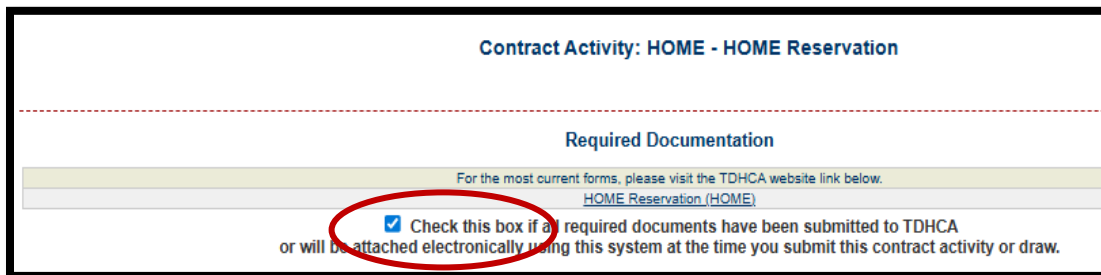 Contract Activity: HOME - HOME Reservation
Required Documentation
For the most current forms, please visit the TDHCA website link below.
HOME Reservation (HOME)
Check this box if all required documents have been submitted to TDHCA
or will be attached electronically using this system at the time you submit this contract activity or draw.